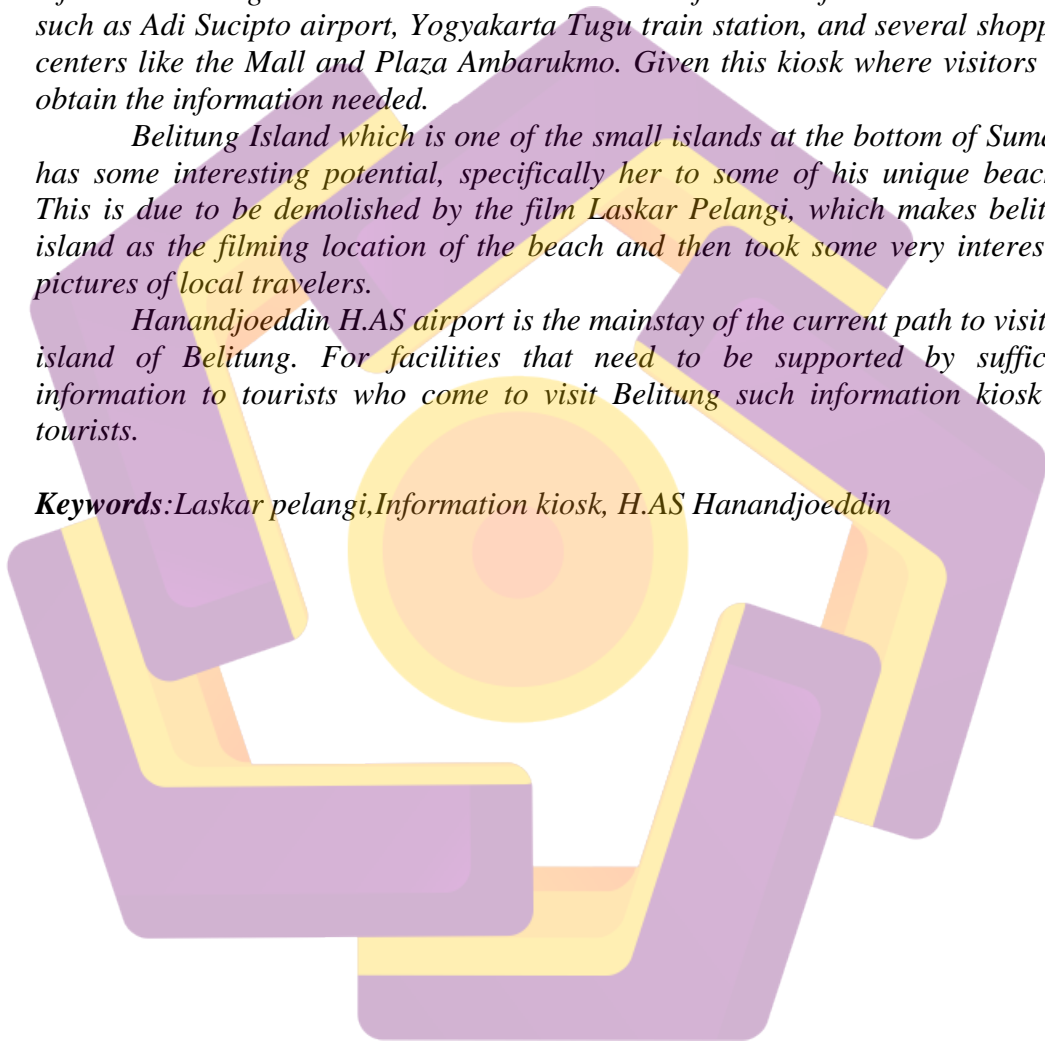 such as Adi Sucipto airport, Yogyakarta Tugu train station, and several shopp
centers like the Mall and Plaza Ambarukmo. Given this kiosk where visitors
obtain the information needed.
Belitung Island which is one of the small islands at the bottom of Suma
has some interesting potential, specifically her to some of his unique beach
This is due to be demolished by the film Laskar Pelangi, which makes belit
island as the filming location of the beach and then took some very interes
pictures of local travelers.
Hanandjoeddin H.AS airport is the mainstay of the current path to visit
island of Belitung. For facilities that need to be supported by suffic
information to tourists who come to visit Belitung such information kiosk
tourists.
Keywords:Laskar pelangi,Information kiosk, H.AS Hanandjoeddin